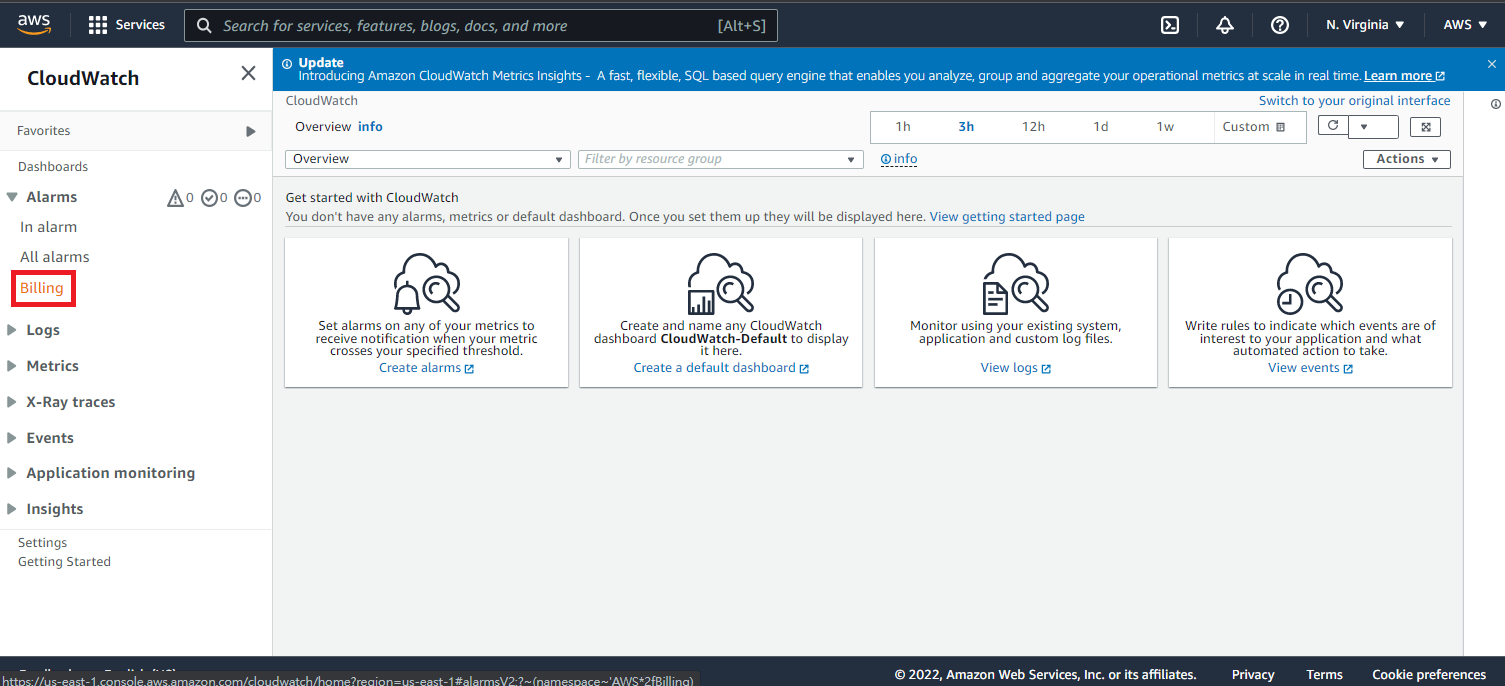 aws
Services
Search for services, features, blogs, docs, and more [Alt+S]
N. Virginia
AWS
CloudWatch
Favorites
Dashboards
Alarms
0 0 0
In alarm
All alarms
Billing
Logs
Metrics
X-Ray traces
Events
Application monitoring
Insights
Settings
Getting Started
Update
Introducing Amazon CloudWatch Metrics Insights - A fast, flexible, SQL based query engine that enables you analyze, group and aggregate your operational metrics at scale in real time. Learn more
CloudWatch
Switch to your original interface
Overview info
1h 3h 12h 1d 1w Custom
Overview
Filter by resource group
info
Actions
Get started with CloudWatch
You don't have any alarms, metrics or default dashboard. Once you set them up they will be displayed here. View getting started page
Set alarms on any of your metrics to
receive notification when your metric
crosses your specified threshold.
Create alarms
Create and name any CloudWatch
dashboard CloudWatch-Default to display
it here.
Create a default dashboard
Monitor using your existing system,
application and custom log files.
View logs
Write rules to indicate which events are of
interest to your application and what
automated action to take.
View events
© 2022, Amazon Web Services, Inc. or its affiliates. Privacy Terms Cookie preferences
https://us-east-1.console.aws.amazon.com/cloudwatch/home?region=us-east-1#alarmsV2:?~(namespace~'AWS*2fBilling)